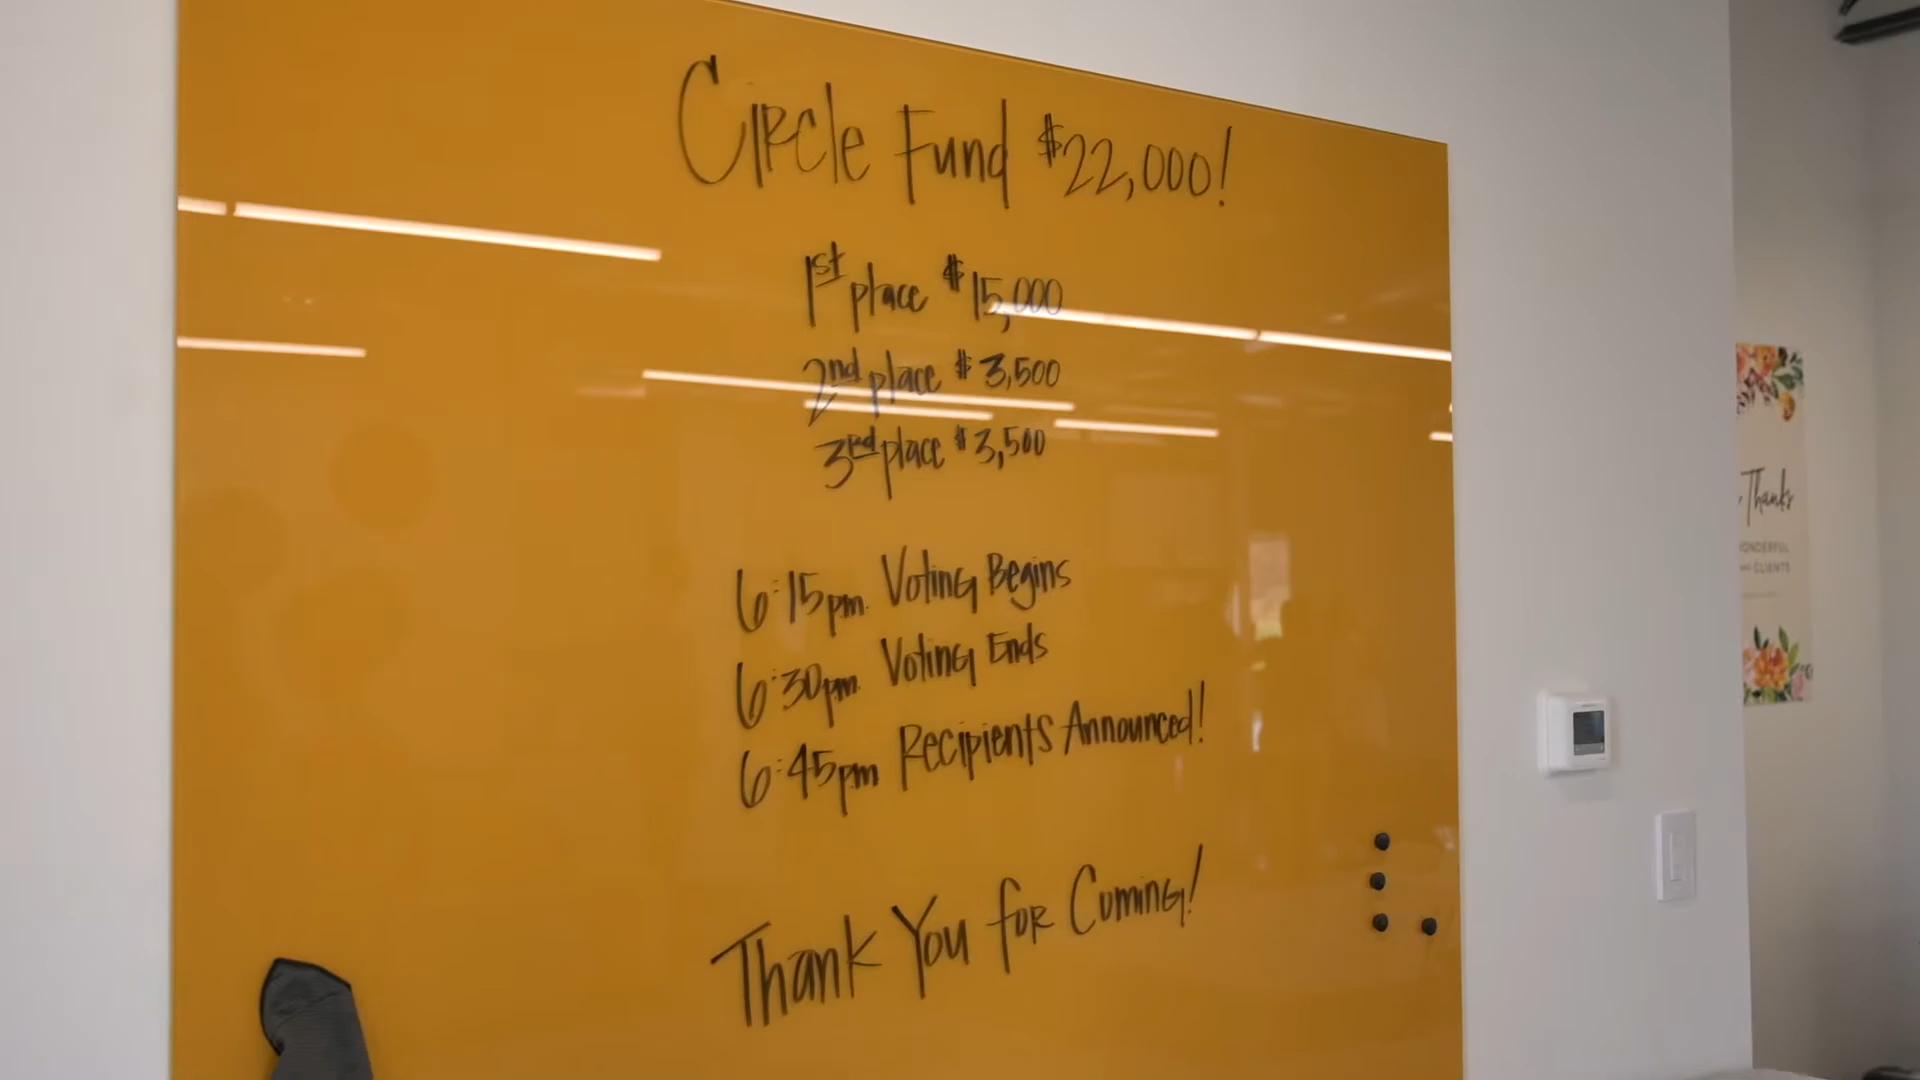 Circle Fund $22,000!
1st place $15,000
2nd place $3,500
3rd place $3,500
6:15pm. Voting Begins
6:30pm. Voting Ends
6:45pm Recipients Announced!
Thank You for Coming!
Thanks
CLIENTS